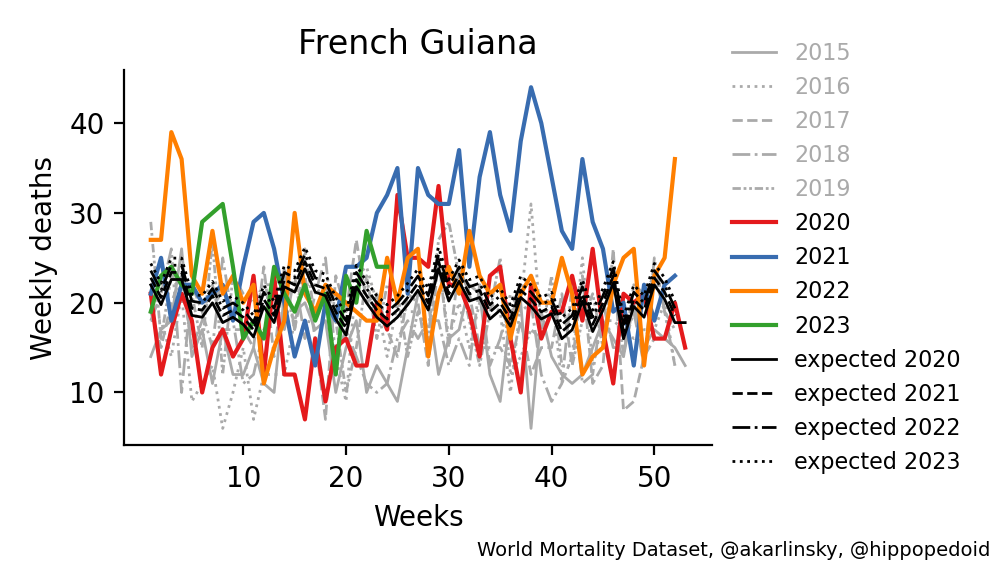 French Guiana
Weekly deaths
40
30
20
10
10 20 30 40 50
Weeks
2015
2016
2017
2018
2019
2020
2021
2022
2023
expected 2020
expected 2021
expected 2022
expected 2023
World Mortality Dataset, @akarlinsky, @hippopedoid